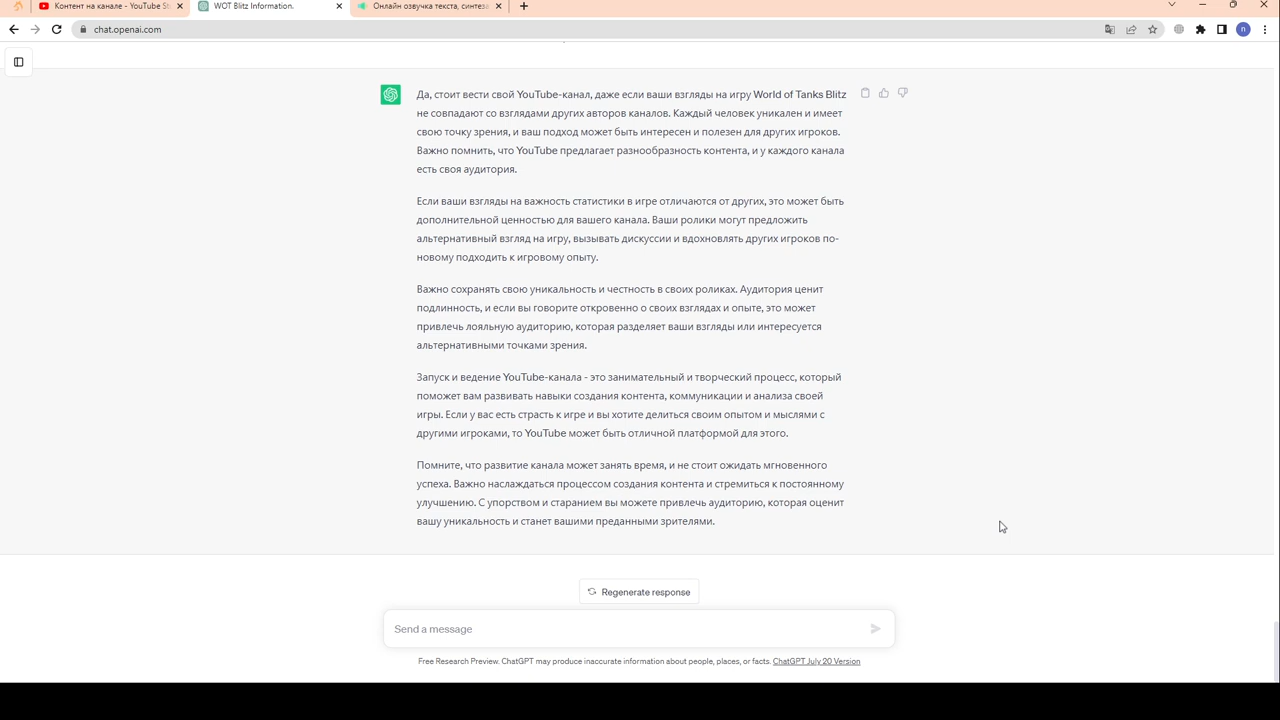 Контент на канале - YouTube St
WOT Blitz Information.
Онлайн озвучка текста, синтеза
chat.openai.com
n
Да, стоит вести свой YouTube-канал, даже если ваши взгляды на игру World of Tanks Blitz
не совпадают со взглядами других авторов каналов. Каждый человек уникален и имеет
свою точку зрения, и ваш подход может быть интересен и полезен для других игроков.
Важно помнить, что YouTube предлагает разнообразность контента, и у каждого канала
есть своя аудитория.
Если ваши взгляды на важность статистики в игре отличаются от других, это может быть
дополнительной ценностью для вашего канала. Ваши ролики могут предложить
альтернативный взгляд на игру, вызывать дискуссии и вдохновлять других игроков по-
новому подходить к игровому опыту.
Важно сохранять свою уникальность и честность в своих роликах. Аудитория ценит
подлинность, и если вы говорите откровенно о своих взглядах и опыте, это может
привлечь лояльную аудиторию, которая разделяет ваши взгляды или интересуется
альтернативными точками зрения.
Запуск и ведение YouTube-канала - это занимательный и творческий процесс, который
поможет вам развивать навыки создания контента, коммуникации и анализа своей
игры. Если у вас есть страсть к игре и вы хотите делиться своим опытом и мыслями с
другими игроками, то YouTube может быть отличной платформой для этого.
Помните, что развитие канала может занять время, и не стоит ожидать мгновенного
успеха. Важно наслаждаться процессом создания контента и стремиться к постоянному
улучшению. С упорством и старанием вы можете привлечь аудиторию, которая оценит
вашу уникальность и станет вашими преданными зрителями.
Regenerate response
Send a message
Free Research Preview. ChatGPT may produce inaccurate information about people, places, or facts. ChatGPT July 20 Version